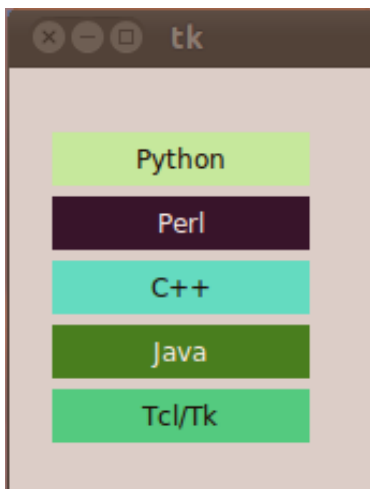 tk
Python
Perl
C++
Java
Tcl/Tk